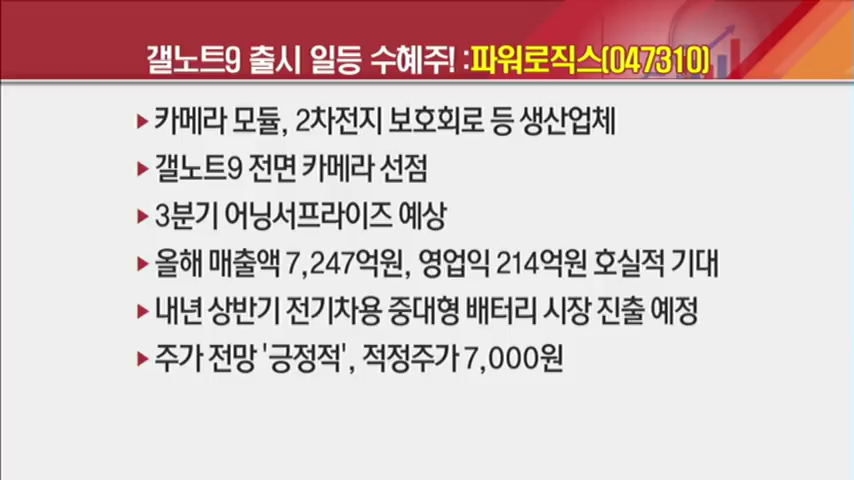 갤노트9 출시 일등 수혜주! :파워로직스(047310)
▶카메라 모듈, 2차전지 보호회로 등 생산업체
▶갤노트9 전면 카메라 선점
▶3분기 어닝서프라이즈 예상
▶올해 매출액 7,247억원, 영업익 214억원 호실적 기대
▶내년 상반기 전기차용 중대형 배터리 시장 진출 예정
▶주가 전망 '긍정적', 적정주가 7,000원